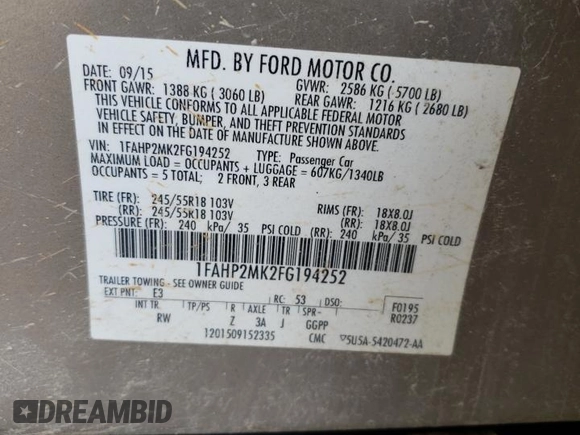 MFD. BY FORD MOTOR CO.
DATE: 09/15 GVWR: 2586 KG ( 5700 LB)
FRONT GAWR: 1388 KG ( 3060 LB) REAR GAWR: 1216 KG ( 2680 LB)
THIS VEHICLE CONFORMS TO ALL APPLICABLE FEDERAL MOTOR
VEHICLE SAFETY, BUMPER, AND THEFT PREVENTION STANDARDS
IN EFFECT ON THE DATE OF MANUFACTURE SHOWN ABOVE.
VIN: 1FAHP2MK2FG194252 TYPE: Passenger Car
MAXIMUM LOAD = OCCUPANTS + LUGGAGE = 607KG/1340LB
OCCUPANTS = 5 TOTAL; 2 FRONT, 3 REAR
TIRE (FR): 245/55R18 103V RIMS (FR): 18X8.0J
(RR): 245/55R18 103V (RR): 18X8.0J
PRESSURE (FR): 240 kPa/ 35 PSI COLD (RR): 240 kPa/ 35 PSI COLD
1FAHP2MK2FG194252
TRAILER TOWING - SEE OWNER GUIDE
EXT PNT: E3 RC: 53 DSO: F0195
INT TR. TP/PS R AXLE TR SPR- R0237
RW Z 3A J GGPP
1201509152335 CMC ▽5U5A-5420472-AA
DREAMBID